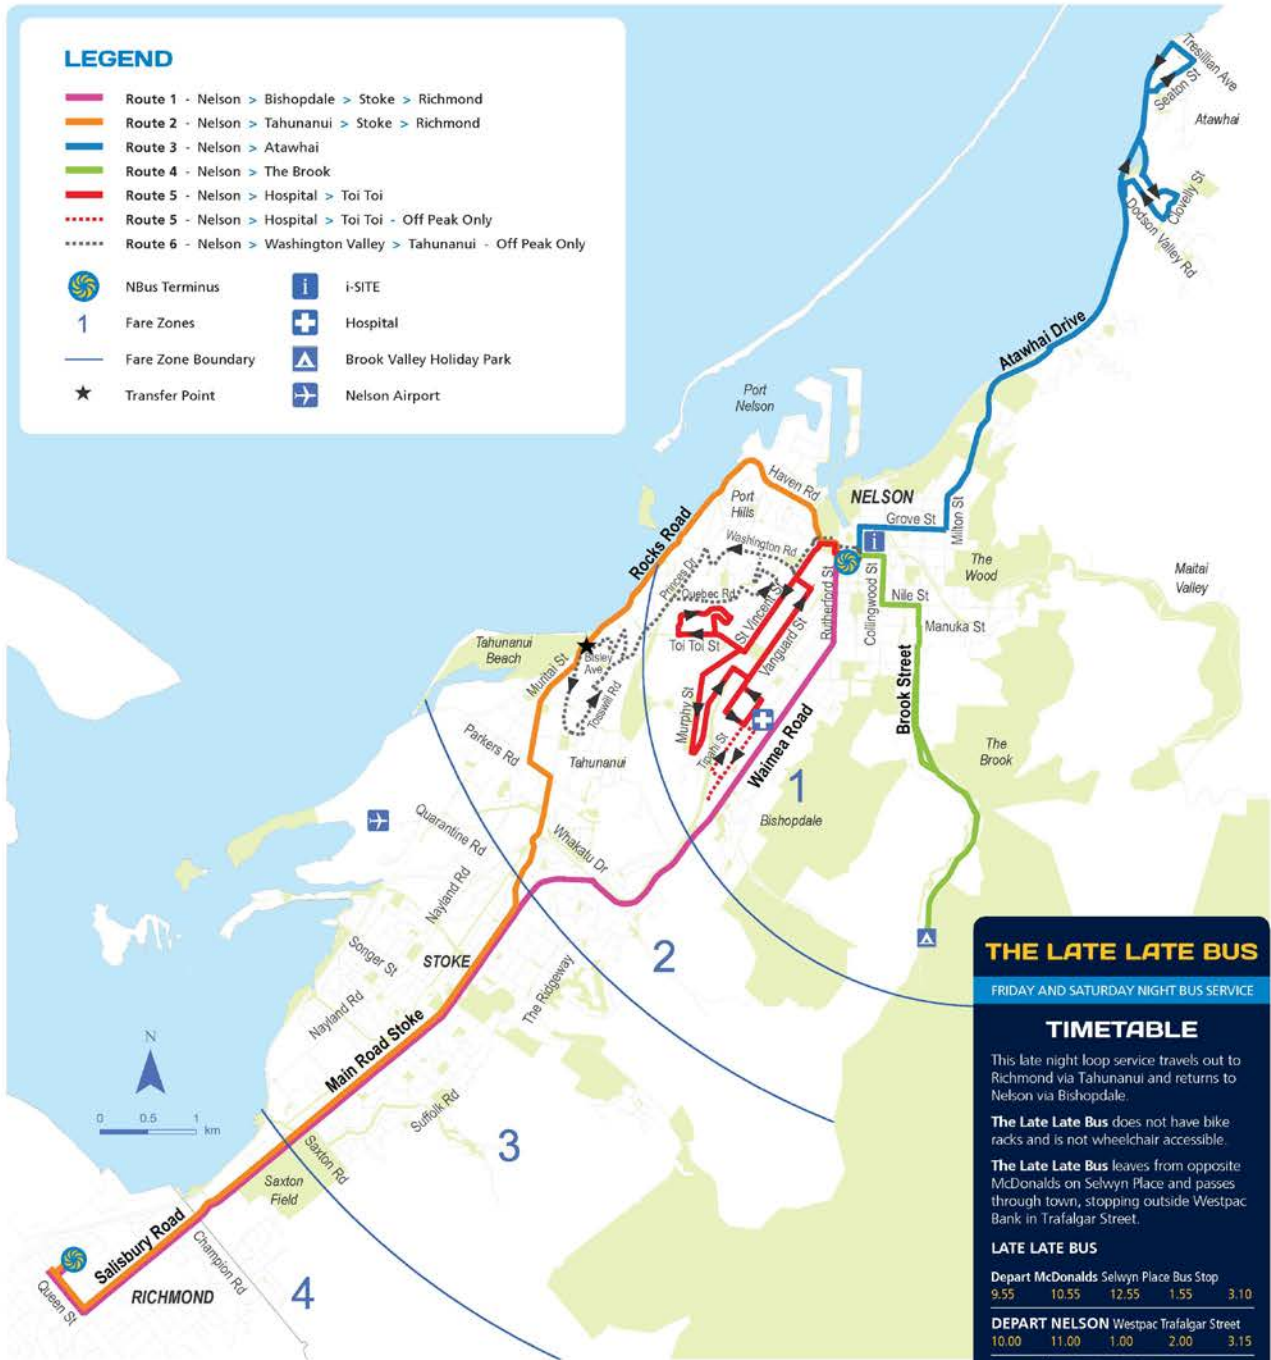 LEGEND
Route 1 - Nelson > Bishopdale > Stoke > Richmond
Route 2 - Nelson > Tahunanui > Stoke > Richmond
Route 3 - Nelson > Atawhai
Route 4 - Nelson > The Brook
Route 5 - Nelson > Hospital > Toi Toi
Route 5 - Nelson > Hospital > Toi Toi - Off Peak Only
Route 6 - Nelson > Washington Valley > Tahunanui - Off Peak Only
NBus Terminus
i
i-SITE
1
Fare Zones
Hospital
Fare Zone Boundary
Brook Valley Holiday Park
Transfer Point
Nelson Airport
Tresillian Ave
Seaton St
Atawhai
Clovelly St
Dodson Valley Rd
Atawhai Drive
Port
Nelson
Haven Rd
NELSON
Port
Hills
Grove St
Milton St
Rocks Road
Washington Rd
i
The
Wood
Maitai
Valley
Princes Dr
Quebec Rd
St Vincent St
Rutherford St
Collingwood St
Nile St
Manuka St
Toi Toi St
Vanguard St
Tahunanui
Beach
Muritai St
Bisley
Ave
Tosswill Rd
Murphy St
Tipahi St
Waimea Road
Brook Street
The
Brook
Parkers Rd
Tahunanui
1
Bishopdale
Quarantine Rd
Whakatu Dr
Nayland Rd
Songer St
STOKE
2
The Ridgeway
Nayland Rd
Main Road Stoke
N
0 0.5 1
km
Suffolk Rd
3
Saxton Rd
Saxton
Field
Salisbury Road
Champion Rd
Queen St
RICHMOND
4
THE LATE LATE BUS
FRIDAY AND SATURDAY NIGHT BUS SERVICE
TIMETABLE
This late night loop service travels out to
Richmond via Tahunanui and returns to
Nelson via Bishopdale.
The Late Late Bus does not have bike
racks and is not wheelchair accessible.
The Late Late Bus leaves from opposite
McDonalds on Selwyn Place and passes
through town, stopping outside Westpac
Bank in Trafalgar Street.
LATE LATE BUS
Depart McDonalds Selwyn Place Bus Stop
9.55 10.55 12.55 1.55 3.10
DEPART NELSON Westpac Trafalgar Street
10.00 11.00 1.00 2.00 3.15